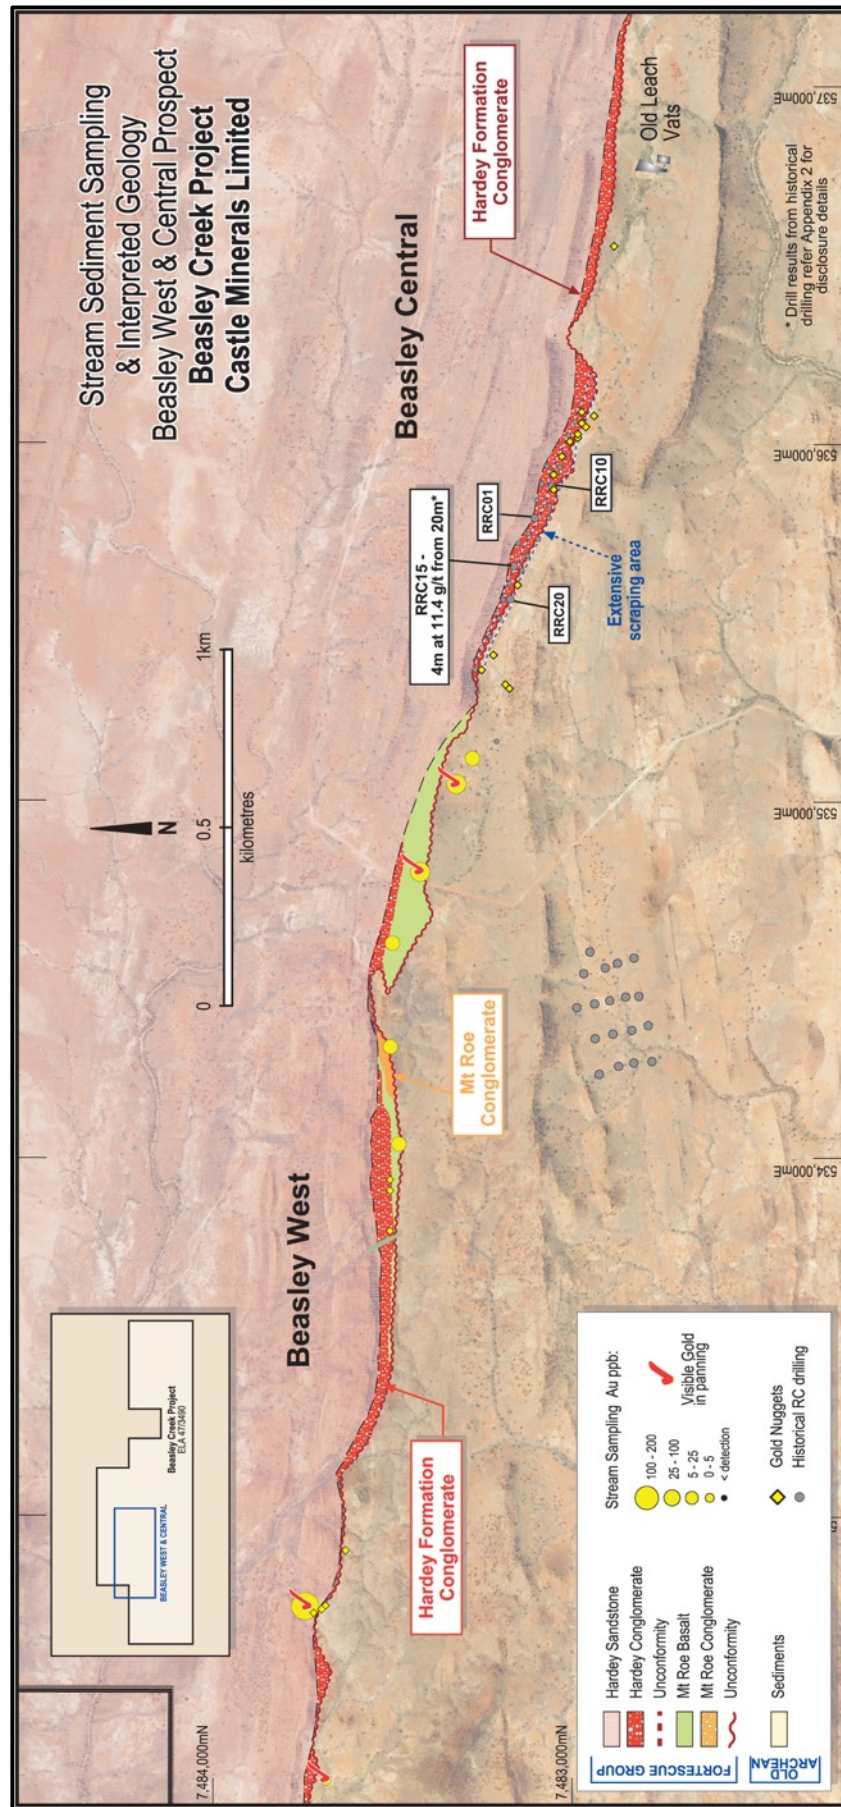 Stream Sediment Sampling
& Interpreted Geology
Beasley West & Central Prospect
Beasley Creek Project
Castle Minerals Limited
Beasley Creek Project
ELA 47/3490
BEASLEY WEST & CENTRAL
N
0
0.5
1km
kilometres
7,484,000mN
7,483,000mN
Beasley West
Beasley Central
Hardey Formation
Conglomerate
Mt Roe
Conglomerate
RRC15 -
4m at 11.4 g/t from 20m*
RRC01
RRC20
RRC10
Extensive
scraping area
Hardey Formation
Conglomerate
Old Leach
Vats
* Drill results from historical
drilling refer Appendix 2 for
disclosure details
534,000mE
535,000mE
536,000mE
537,000mE
FORTESCUE GROUP
Hardey Sandstone
Hardey Conglomerate
Unconformity
Mt Roe Basalt
Mt Roe Conglomerate
Unconformity
OLD
ARCHEAN
Sediments
Stream Sampling Au ppb:
100 - 200
25 - 100
5 - 25
0 - 5
< detection
Visible Gold
in panning
Gold Nuggets
Historical RC drilling